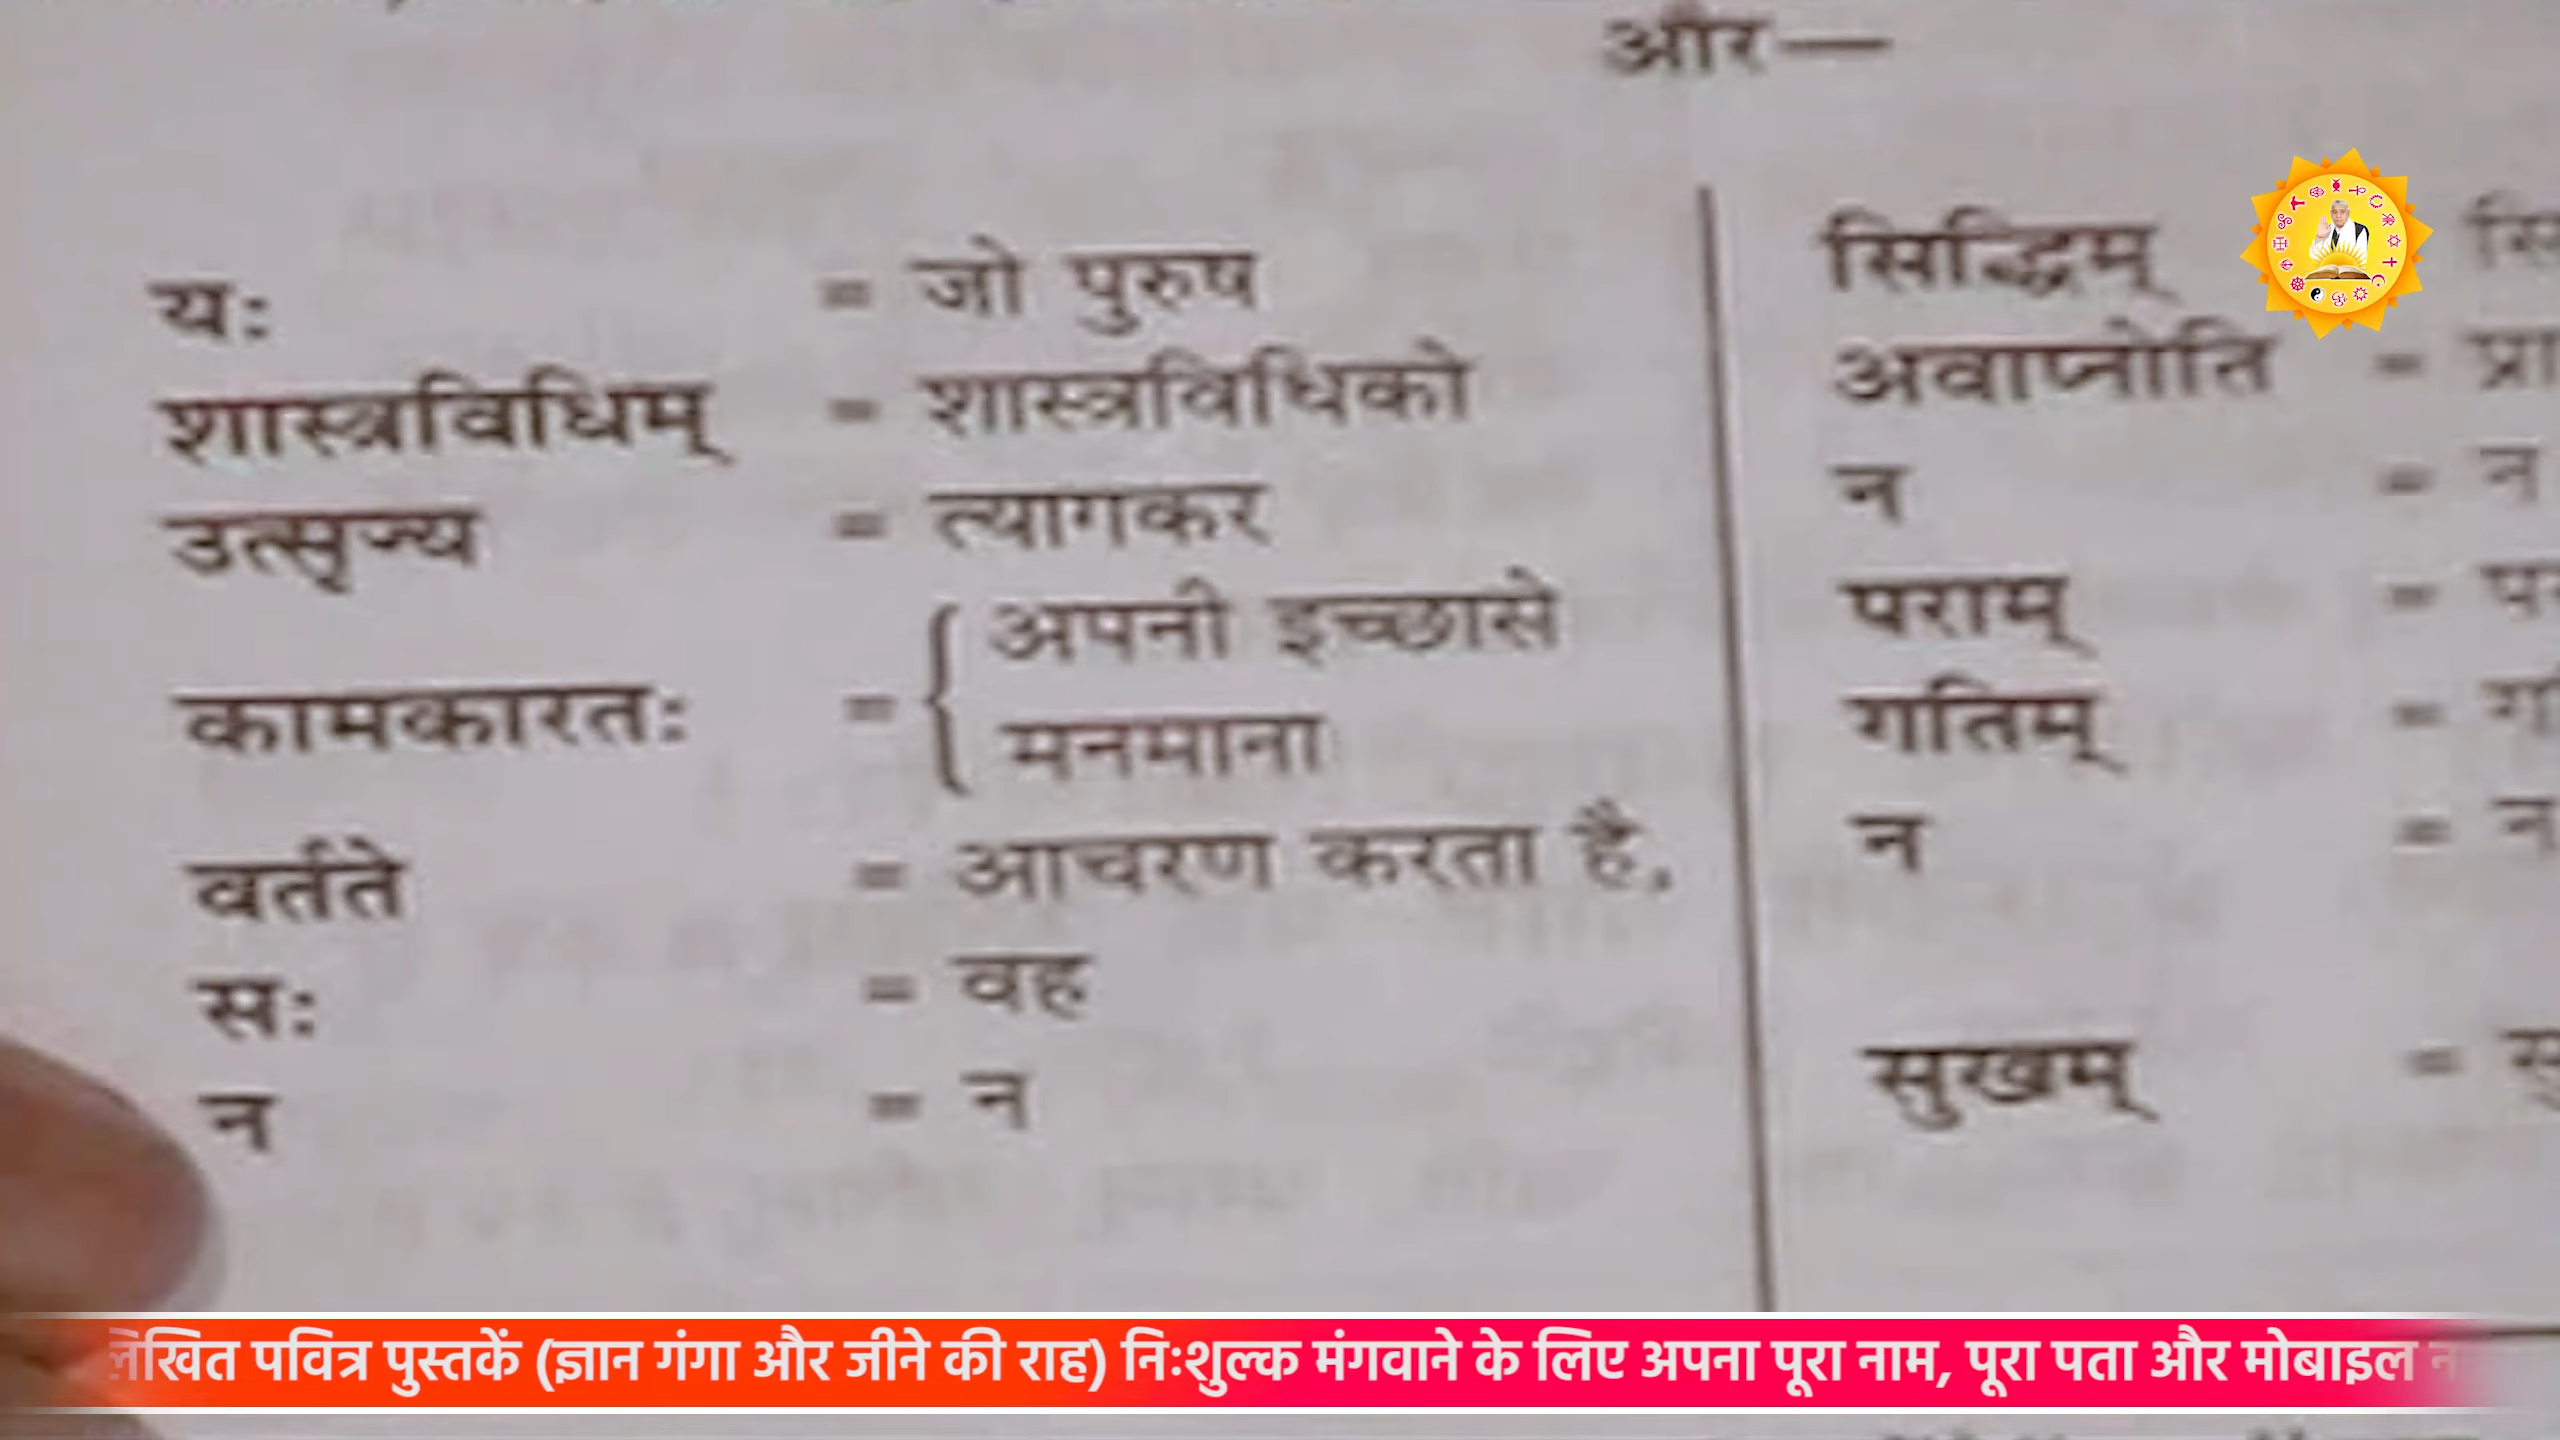 और—
यः = जो पुरुष
शास्त्रविधिम् = शास्त्रविधिको
उत्सृज्य = त्यागकर
कामकारतः = { अपनी इच्छासे
मनमाना
वर्तते = आचरण करता है,
सः = वह
न = न
सिद्धिम्
अवाप्नोति =
न = न
पराम् =
गतिम् =
न = न
सुखम् =
पवित्र पुस्तकें (ज्ञान गंगा और जीने की राह) निःशुल्क मंगवाने के लिए अपना पूरा नाम, पूरा पता और मोबाइल